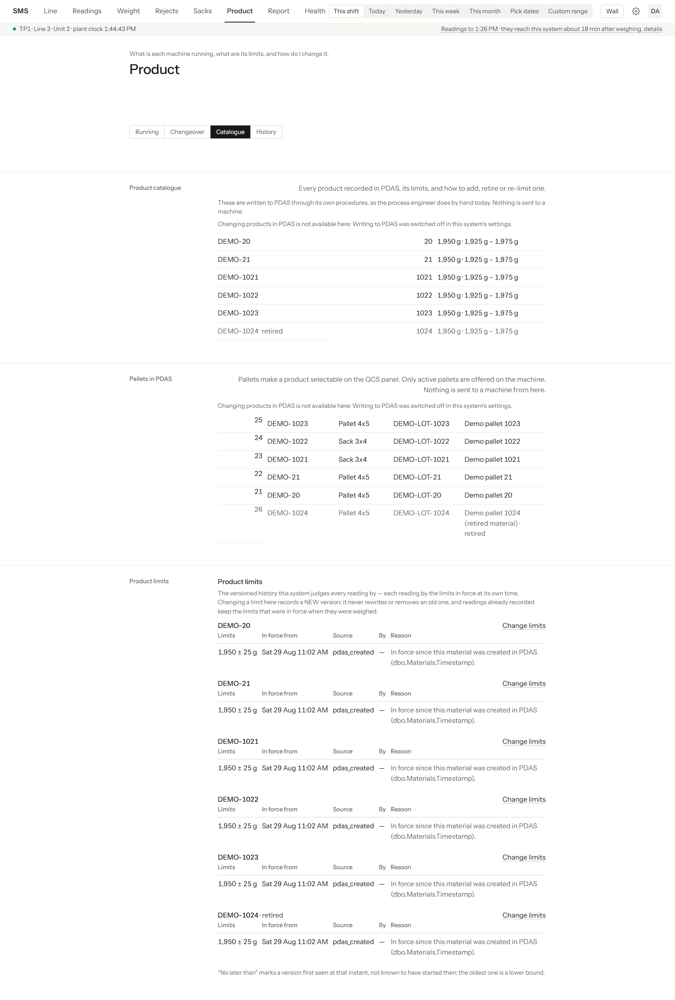 SMS Line Readings Weight Rejects Sacks Product Report Health This shift Today Yesterday This week This month Pick dates Custom range Wall DA
TP1 · Line 3 · Unit 2 · plant clock 1:44:43 PM Readings to 1:26 PM · they reach this system about 18 min after weighing. details
What is each machine running, what are its limits, and how do I change it.
Product
Running Changeover Catalogue History
Product catalogue Every product recorded in PDAS, its limits, and how to add, retire or re-limit one.
These are written to PDAS through its own procedures, as the process engineer does by hand today. Nothing is sent to a
machine.
Changing products in PDAS is not available here: Writing to PDAS was switched off in this system's settings.
DEMO-20 20 1,950 g · 1,925 g – 1,975 g
DEMO-21 21 1,950 g · 1,925 g – 1,975 g
DEMO-1021 1021 1,950 g · 1,925 g – 1,975 g
DEMO-1022 1022 1,950 g · 1,925 g – 1,975 g
DEMO-1023 1023 1,950 g · 1,925 g – 1,975 g
DEMO-1024 · retired 1024 1,950 g · 1,925 g – 1,975 g
Pallets in PDAS Pallets make a product selectable on the QCS panel. Only active pallets are offered on the machine.
Nothing is sent to a machine from here.
Changing products in PDAS is not available here: Writing to PDAS was switched off in this system's settings.
25 DEMO-1023 Pallet 4x5 DEMO-LOT-1023 Demo pallet 1023
24 DEMO-1022 Sack 3x4 DEMO-LOT-1022 Demo pallet 1022
23 DEMO-1021 Sack 3x4 DEMO-LOT-1021 Demo pallet 1021
22 DEMO-21 Pallet 4x5 DEMO-LOT-21 Demo pallet 21
21 DEMO-20 Pallet 4x5 DEMO-LOT-20 Demo pallet 20
26 DEMO-1024 Pallet 4x5 DEMO-LOT-1024 Demo pallet 1024
(retired material) ·
retired
Product limits Product limits
The versioned history this system judges every reading by — each reading by the limits in force at its own time.
Changing a limit here records a NEW version; it never rewrites or removes an old one, and readings already recorded
keep the limits that were in force when they were weighed.
DEMO-20 Change limits
Limits In force from Source By Reason
1,950 ± 25 g Sat 29 Aug 11:02 AM pdas_created — In force since this material was created in PDAS
(dbo.Materials.Timestamp).
DEMO-21 Change limits
Limits In force from Source By Reason
1,950 ± 25 g Sat 29 Aug 11:02 AM pdas_created — In force since this material was created in PDAS
(dbo.Materials.Timestamp).
DEMO-1021 Change limits
Limits In force from Source By Reason
1,950 ± 25 g Sat 29 Aug 11:02 AM pdas_created — In force since this material was created in PDAS
(dbo.Materials.Timestamp).
DEMO-1022 Change limits
Limits In force from Source By Reason
1,950 ± 25 g Sat 29 Aug 11:02 AM pdas_created — In force since this material was created in PDAS
(dbo.Materials.Timestamp).
DEMO-1023 Change limits
Limits In force from Source By Reason
1,950 ± 25 g Sat 29 Aug 11:02 AM pdas_created — In force since this material was created in PDAS
(dbo.Materials.Timestamp).
DEMO-1024 · retired Change limits
Limits In force from Source By Reason
1,950 ± 25 g Sat 29 Aug 11:02 AM pdas_created — In force since this material was created in PDAS
(dbo.Materials.Timestamp).
“No later than” marks a version first seen at that instant, not known to have started then: the oldest one is a lower bound.